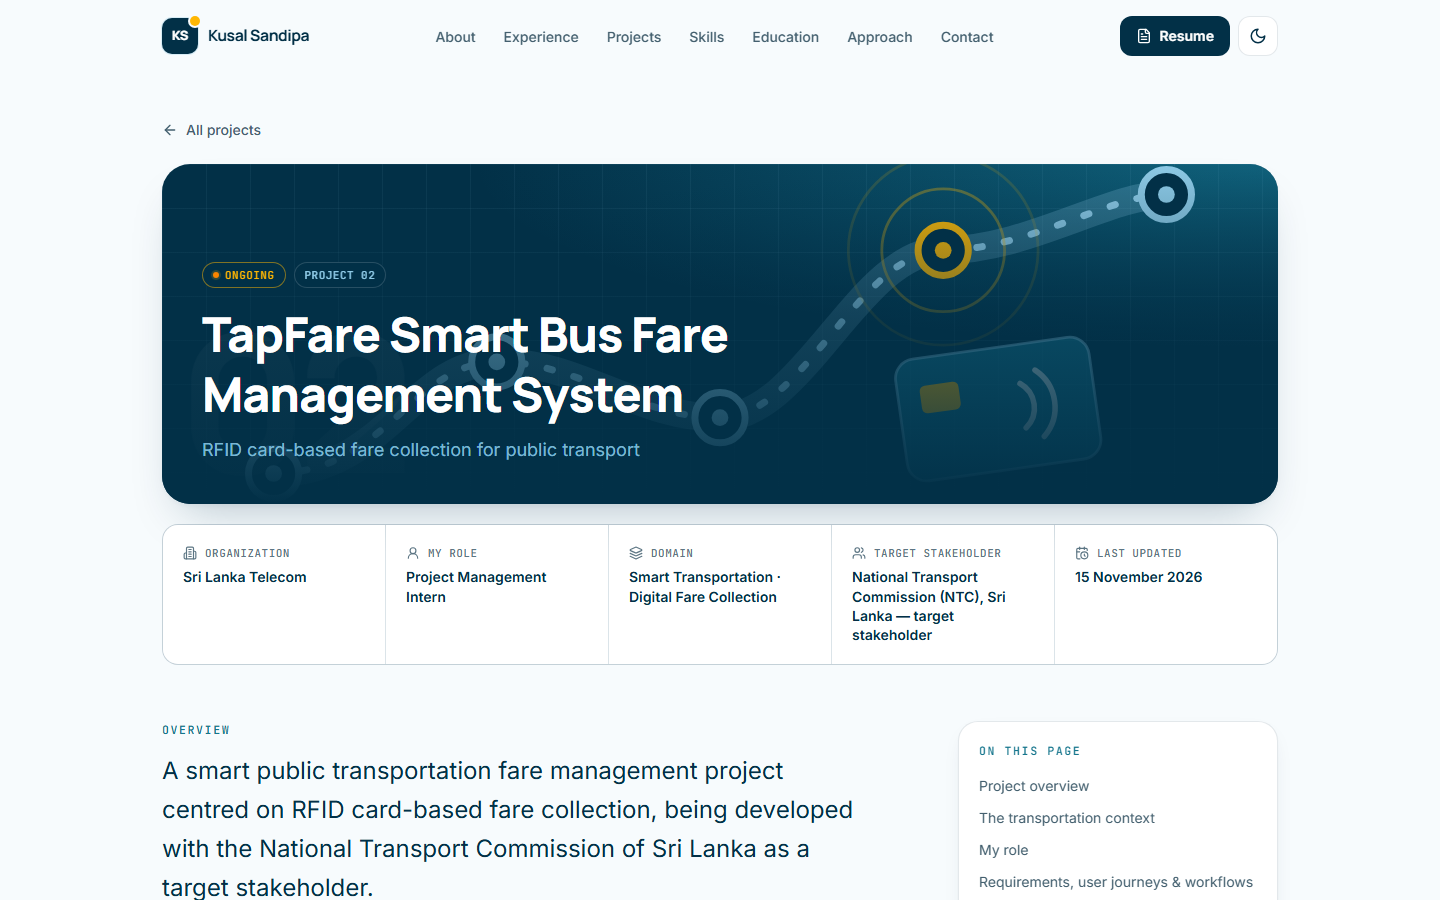 KS
Kusal Sandipa
About
Experience
Projects
Skills
Education
Approach
Contact
Resume
All projects
ONGOING
PROJECT 02
TapFare Smart Bus Fare
Management System
RFID card-based fare collection for public transport
ORGANIZATION
Sri Lanka Telecom
MY ROLE
Project Management
Intern
DOMAIN
Smart Transportation ·
Digital Fare Collection
TARGET STAKEHOLDER
National Transport
Commission (NTC), Sri
Lanka — target
stakeholder
LAST UPDATED
15 November 2026
OVERVIEW
A smart public transportation fare management project
centred on RFID card-based fare collection, being developed
with the National Transport Commission of Sri Lanka as a
target stakeholder.
ON THIS PAGE
Project overview
The transportation context
My role
Requirements, user journeys & workflows